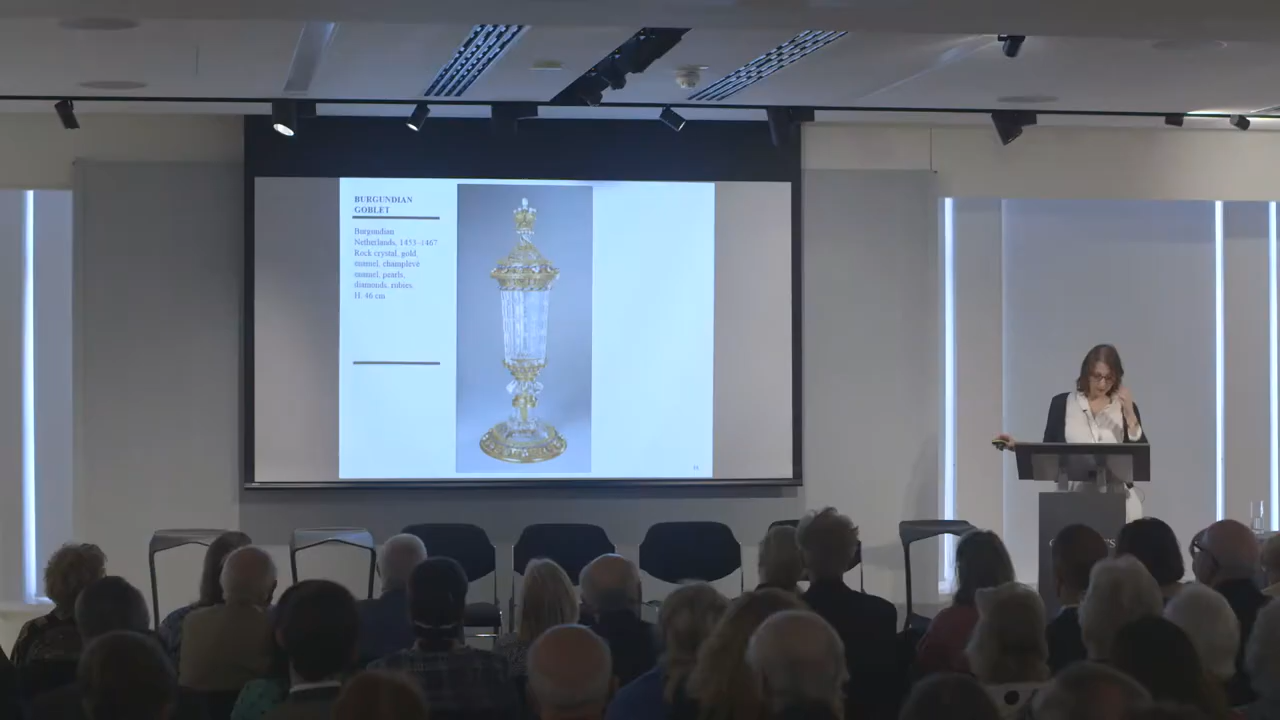 BURGUNDIAN
GOBLET
Burgundian
Netherlands, 1453–1467
Rock crystal, gold,
enamel, champlevé
enamel, pearls,
diamonds, rubies.
H. 46 cm